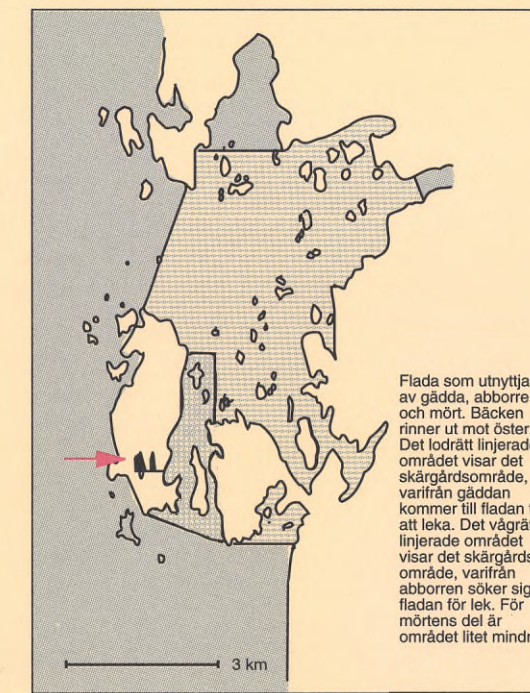 Flada som utnyttja
av gädda, abborre
och mört. Bäcken
rinner ut mot öster
Det lodrätt linjerad
området visar det
skärgårdsområde,
varifrån gäddan
kommer till fladan
att leka. Det vågrä
linjerade området
visar det skärgårds
område, varifrån
abborren söker sig
fladan för lek. För
mörtens del är
området litet mindr
3 km